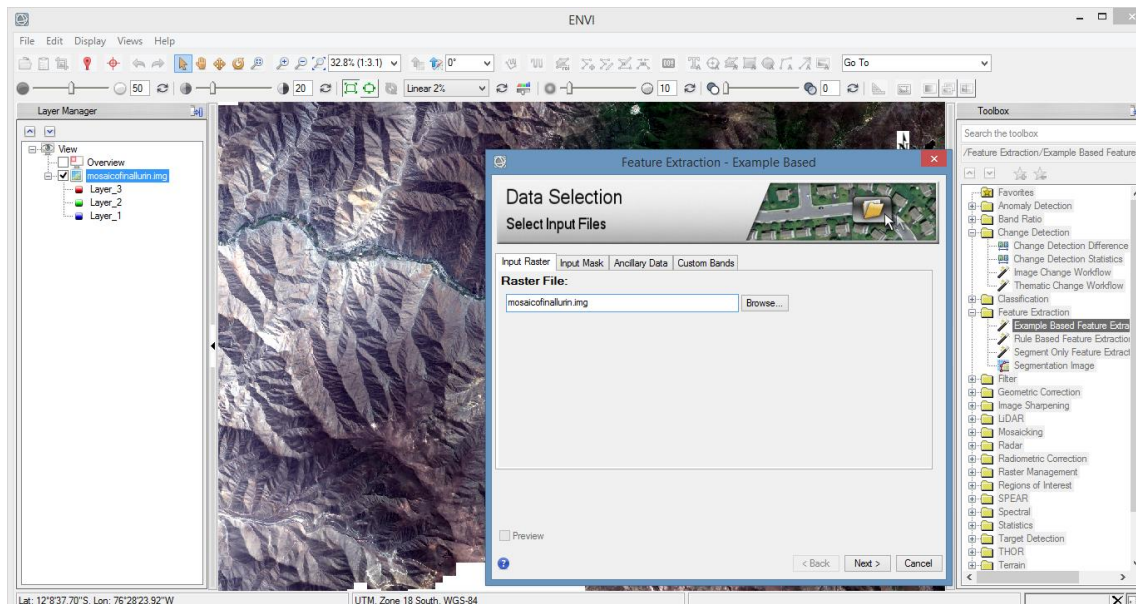 ENVI
File Edit Display Views Help
32.8% (1:3.1) 0° Go To
50 20 Linear 2% 10 0
Layer Manager
View
Overview
mosaicofinallurin.img
Layer_3
Layer_2
Layer_1
Feature Extraction - Example Based
Data Selection
Select Input Files
Input Raster Input Mask Ancillary Data Custom Bands
Raster File:
mosaicofinallurin.img Browse...
Preview
< Back Next > Cancel
Toolbox
Search the toolbox
/Feature Extraction/Example Based Feature
Favorites
Anomaly Detection
Band Ratio
Change Detection
Change Detection Difference
Change Detection Statistics
Image Change Workflow
Thematic Change Workflow
Classification
Feature Extraction
Example Based Feature Extra
Rule Based Feature Extraction
Segment Only Feature Extract
Segmentation Image
Filter
Geometric Correction
Image Sharpening
LiDAR
Mosaicking
Radar
Radiometric Correction
Raster Management
Regions of Interest
SPEAR
Spectral
Statistics
Target Detection
THOR
Terrain
Lat: 12°8'37.70"S, Lon: 76°28'23.92"W UTM, Zone 18 South, WGS-84